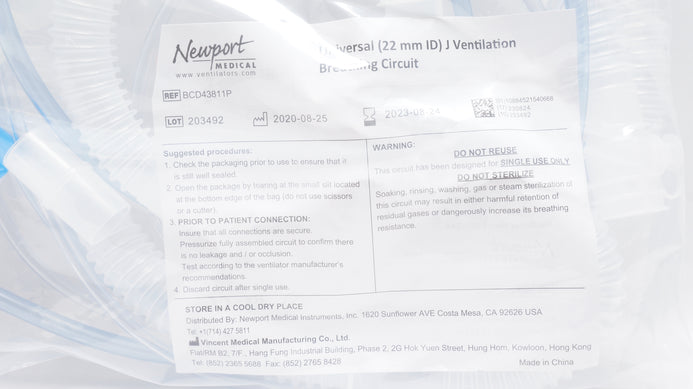 Newport
MEDICAL
www.ventilators.com
Universal (22 mm ID) J Ventilation
Breathing Circuit
REF BCD43811P
LOT 203492
2020-08-25
2023-08-24
(01)10884521540668
(17)230824
(10)203492
Suggested procedures:
1. Check the packaging prior to use to ensure that it
is still well sealed.
2. Open the package by tearing at the small slit located
at the bottom edge of the bag (do not use scissors
or a cutter).
3. PRIOR TO PATIENT CONNECTION:
Insure that all connections are secure.
Pressurize fully assembled circuit to confirm there
is no leakage and / or occlusion.
Test according to the ventilator manufacturer's
recommendations.
4. Discard circuit after single use.
WARNING:
DO NOT REUSE
This circuit has been designed for SINGLE USE ONLY
DO NOT STERILIZE
Soaking, rinsing, washing, gas or steam sterilization of
this circuit may result in either harmful retention of
residual gases or dangerously increase its breathing
resistance.
STORE IN A COOL DRY PLACE
Distributed By: Newport Medical Instruments, Inc. 1620 Sunflower AVE Costa Mesa, CA 92626 USA
Tel: +1(714) 427 5811
Vincent Medical Manufacturing Co., Ltd.
Flat/RM B2, 7/F., Hang Fung Industrial Building, Phase 2, 2G Hok Yuen Street, Hung Hom, Kowloon, Hong Kong
Tel: (852) 2365 5688 Fax: (852) 2765 8428
Made in China